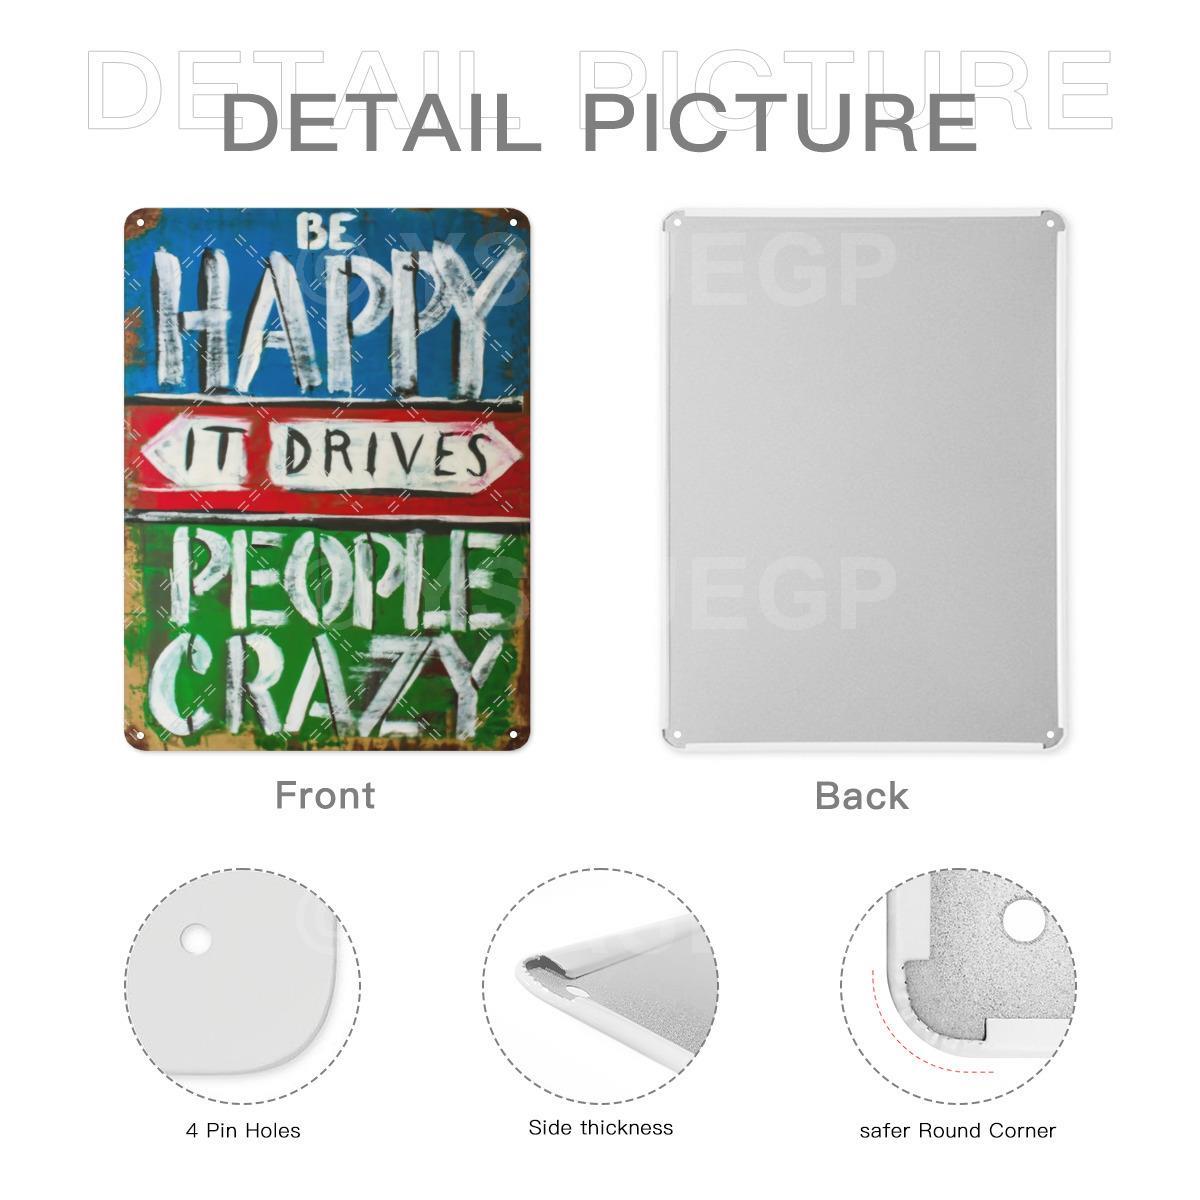 DETAIL PICTURE
DETAIL PICTURE
BE
HAPPY
IT DRIVES
PEOPLE
CRAZY
Front
Back
4 Pin Holes
Side thickness
safer Round Corner